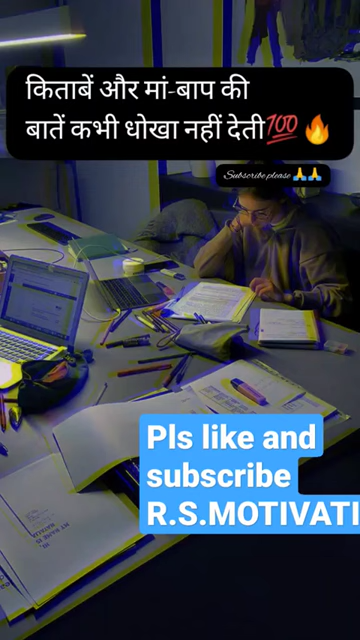 किताबें और मां-बाप की
बातें कभी धोखा नहीं देती💯🔥
Subscribe please 🙏🙏
Pls like and
subscribe
R.S.MOTIVATI